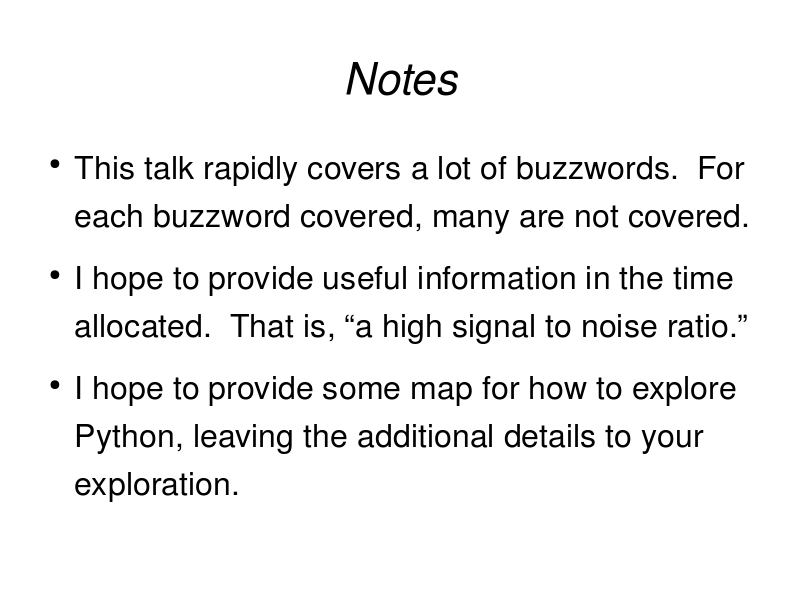 Notes
• This talk rapidly covers a lot of buzzwords.  For
each buzzword covered, many are not covered.
• I hope to provide useful information in the time
allocated.  That is, “a high signal to noise ratio.”
• I hope to provide some map for how to explore
Python, leaving the additional details to your
exploration.